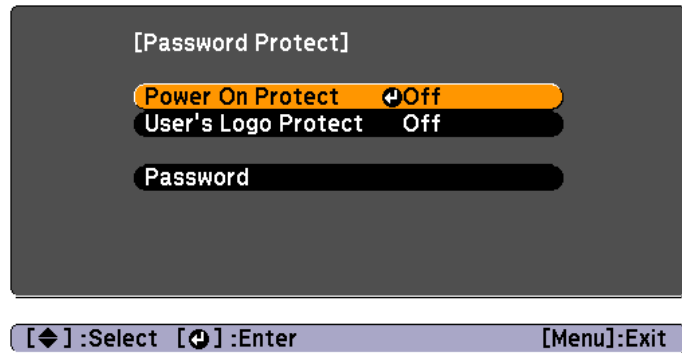 [Password Protect]
Power On Protect ⏎Off
User's Logo Protect Off
Password
[◆]:Select [⏎]:Enter [Menu]:Exit